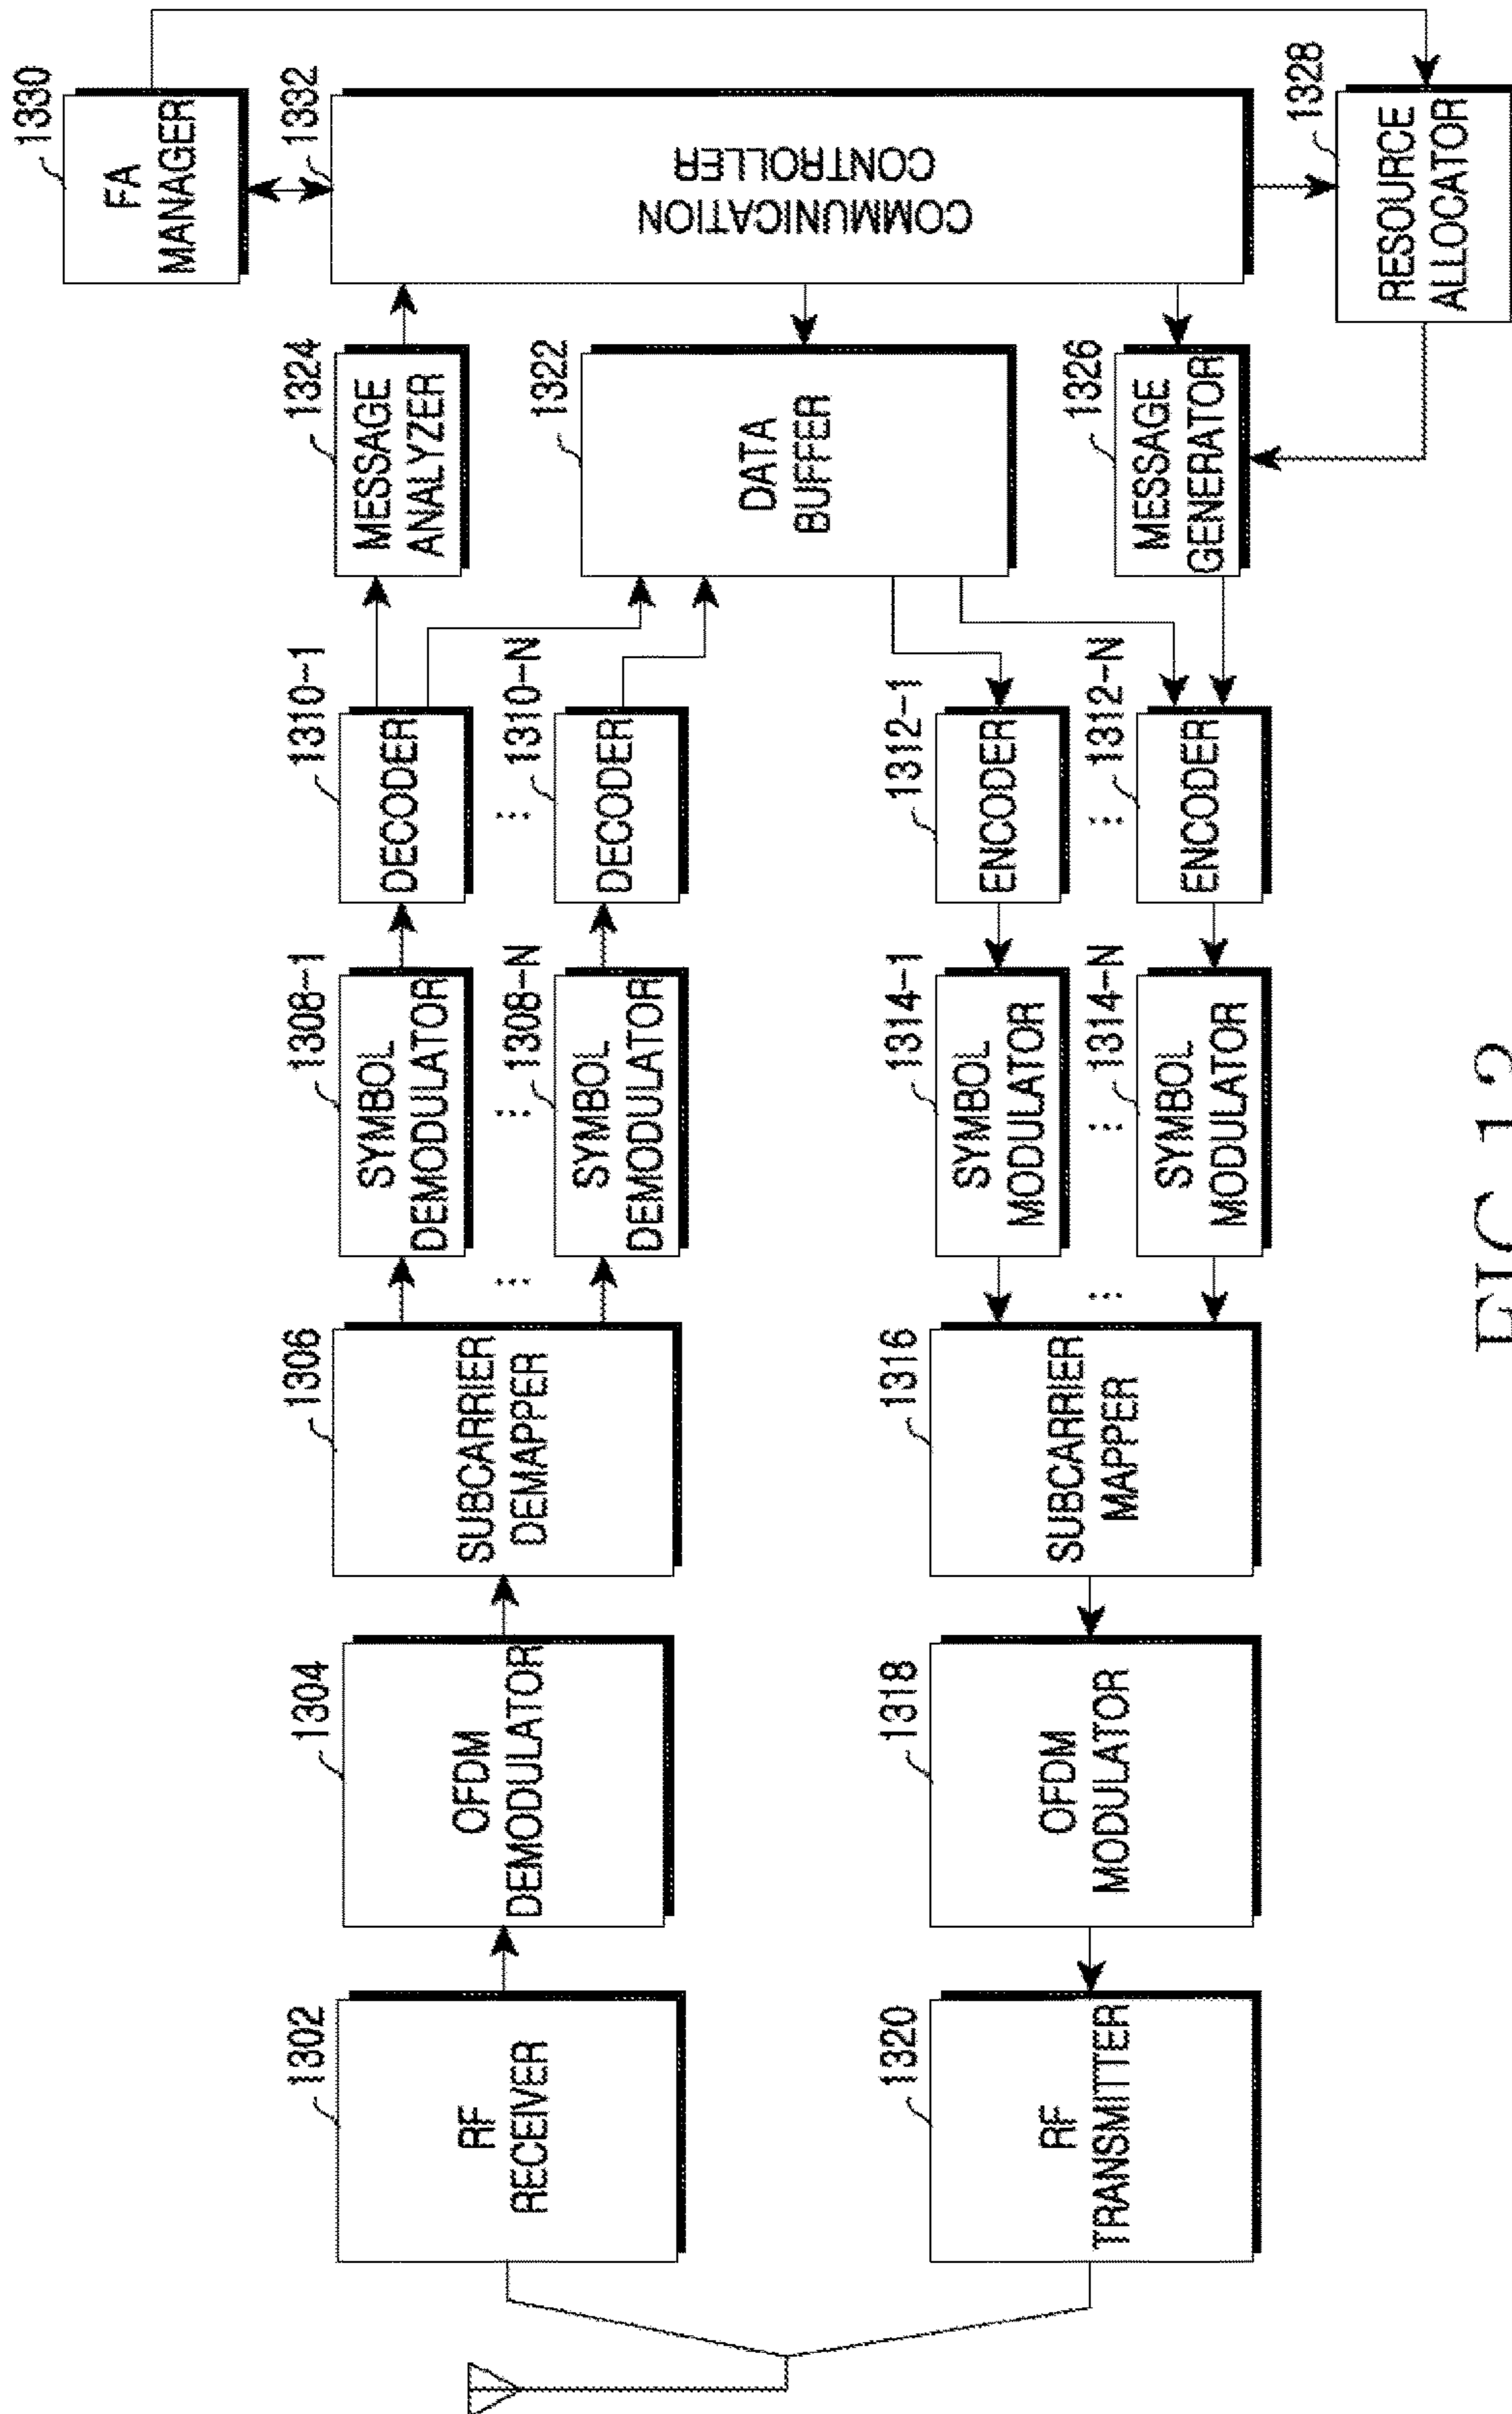 1330
FA
MANAGER
1302
RF
RECEIVER
1304
OFDM
DEMODULATOR
1306
SUBCARRIER
DEMAPPER
1308-1
SYMBOL
DEMODULATOR
1308-N
SYMBOL
DEMODULATOR
1310-1
DECODER
1310-N
DECODER
1324
MESSAGE
ANALYZER
1322
DATA
BUFFER
1332
COMMUNICATION
CONTROLLER
1320
RF
TRANSMITTER
1318
OFDM
MODULATOR
1316
SUBCARRIER
MAPPER
1314-1
SYMBOL
MODULATOR
1314-N
SYMBOL
MODULATOR
1312-1
ENCODER
1312-N
ENCODER
1326
MESSAGE
GENERATOR
1328
RESOURCE
ALLOCATOR